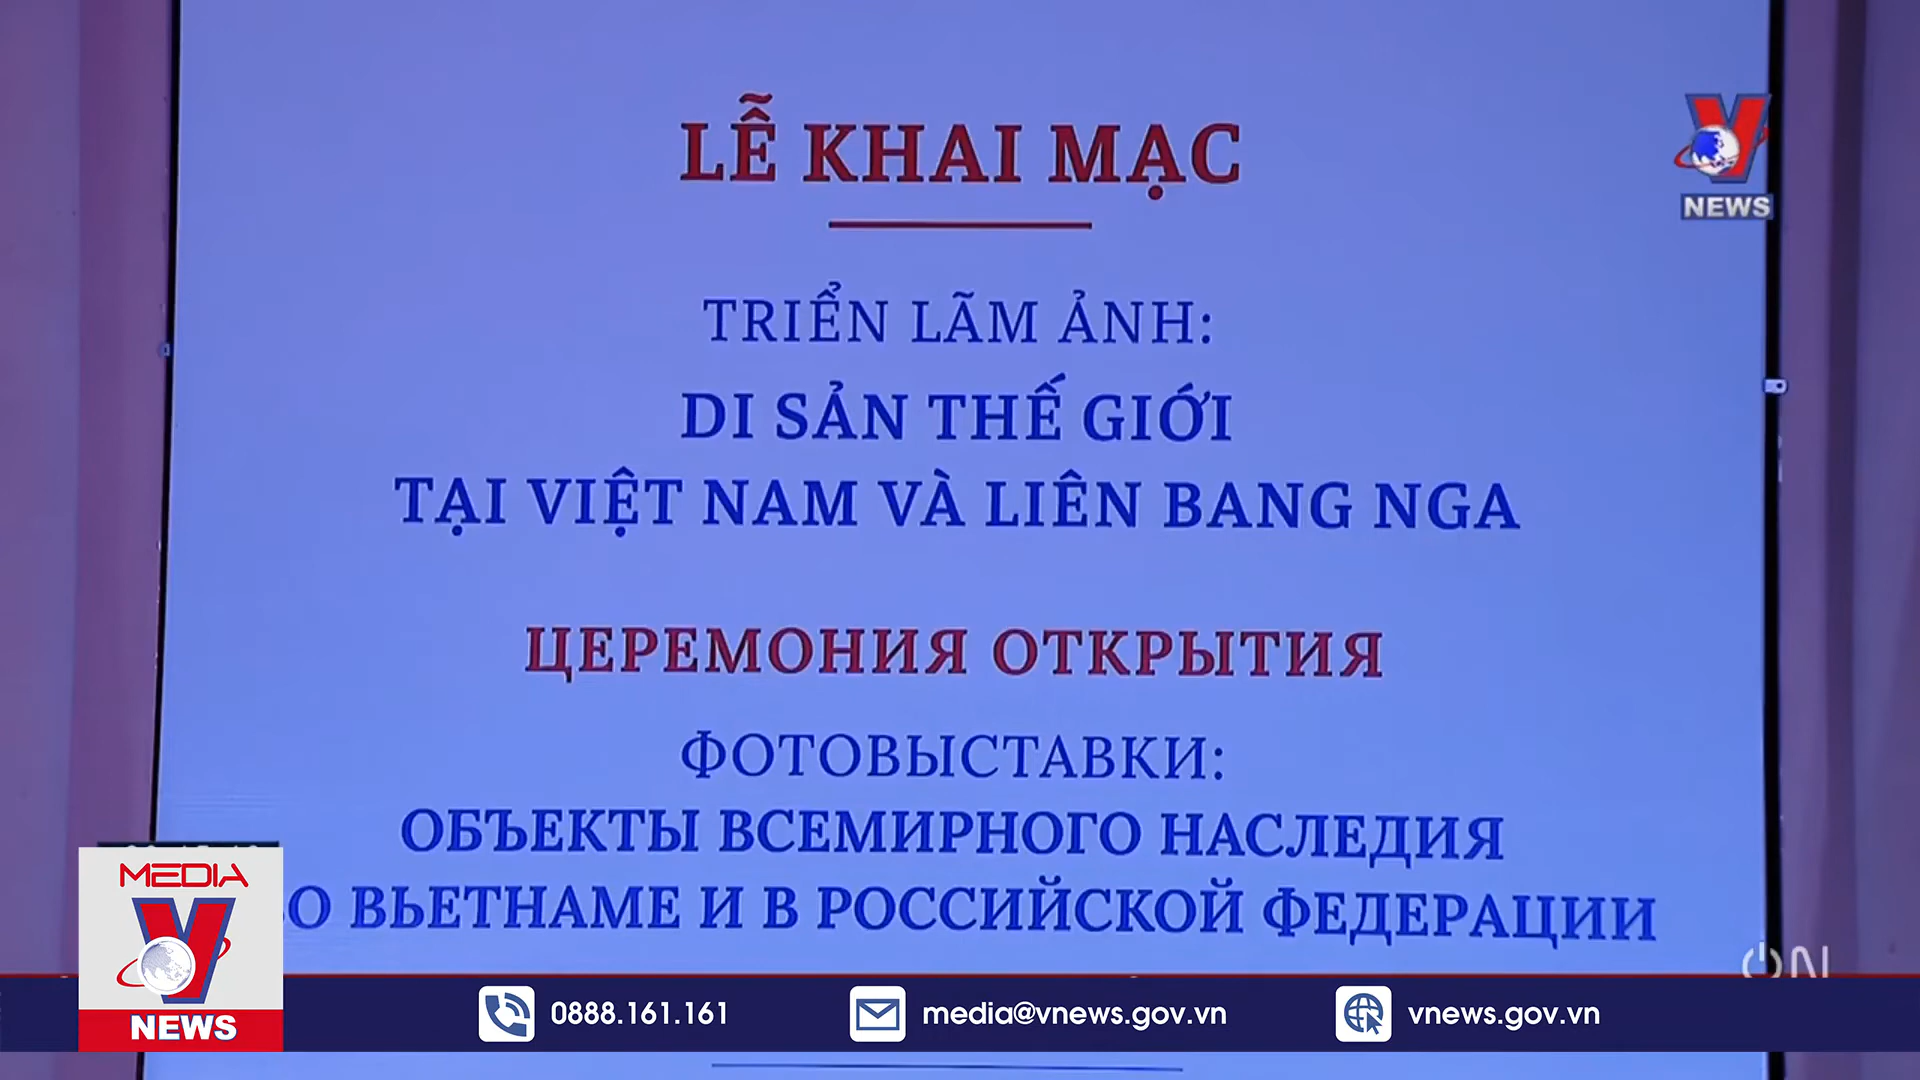 LỄ KHAI MẠC
NEWS
TRIỂN LÃM ẢNH:
DI SẢN THẾ GIỚI
TẠI VIỆT NAM VÀ LIÊN BANG NGA
ЦЕРЕМОНИЯ ОТКРЫТИЯ
ФОТОВЫСТАВКИ:
ОБЪЕКТЫ ВСЕМИРНОГО НАСЛЕДИЯ
ВО ВЬЕТНАМЕ И В РОССИЙСКОЙ ФЕДЕРАЦИИ
ON
MEDIA
NEWS
0888.161.161
media@vnews.gov.vn
vnews.gov.vn